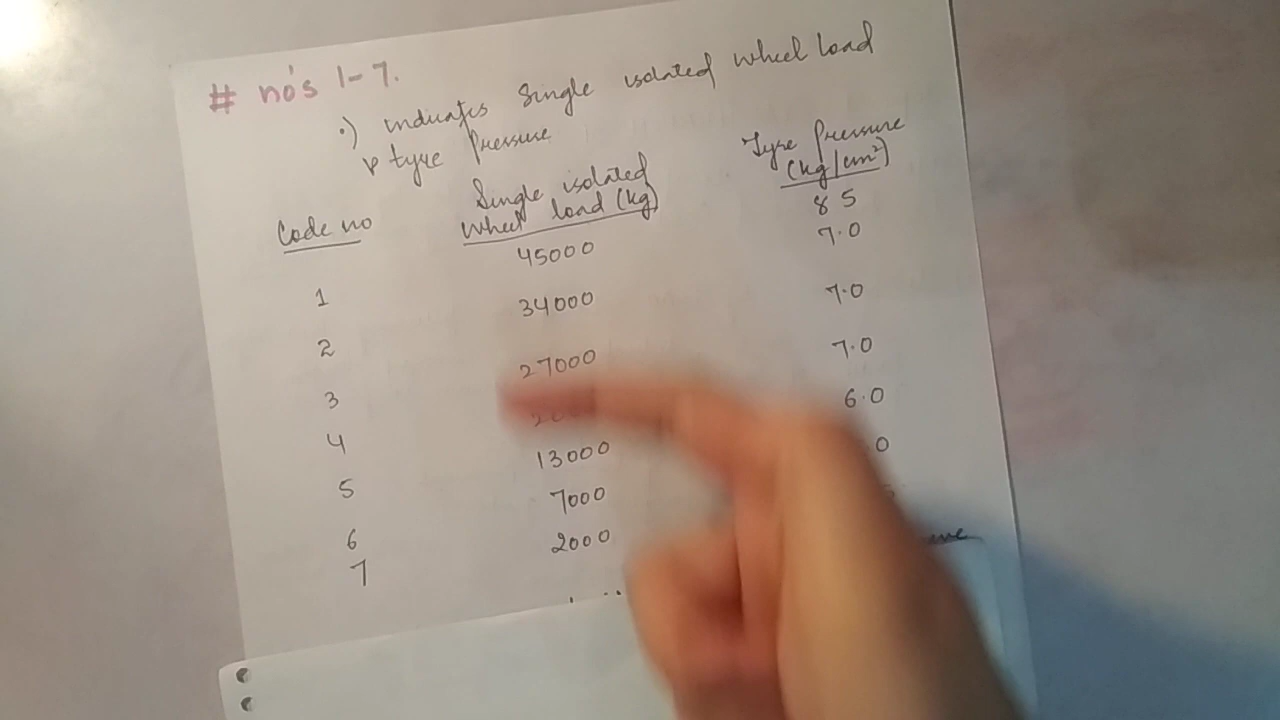 # no's 1-7.
•) indicates Single isolated wheel load
& tyre Pressure
Code no Single isolated Wheel load (kg) Tyre Pressure (kg/cm²)
1 45000 8 5
2 34000 7.0
3 27000 7.0
4 7.0
5 13000 6.0
6 7000 0
7 2000